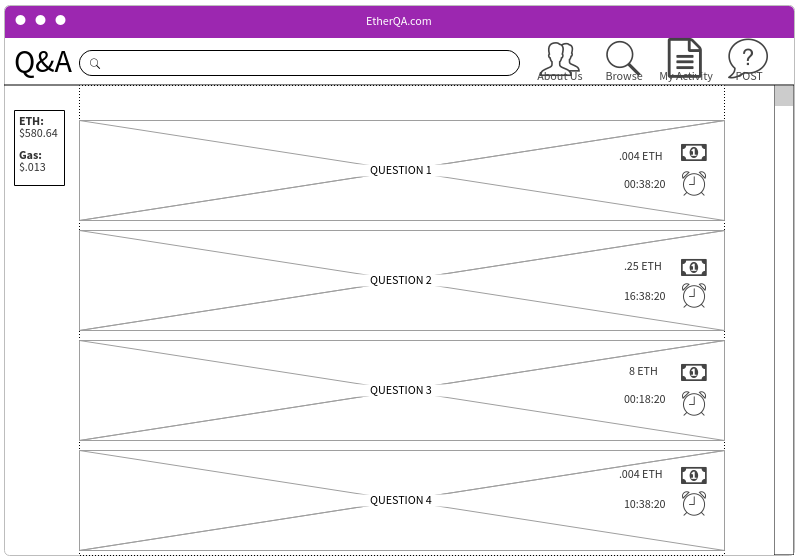 EtherQA.com
Q&A
About Us
Browse
My Activity
POST
ETH:
$580.64
Gas:
$.013
QUESTION 1
.004 ETH
00:38:20
QUESTION 2
.25 ETH
16:38:20
QUESTION 3
8 ETH
00:18:20
QUESTION 4
.004 ETH
10:38:20